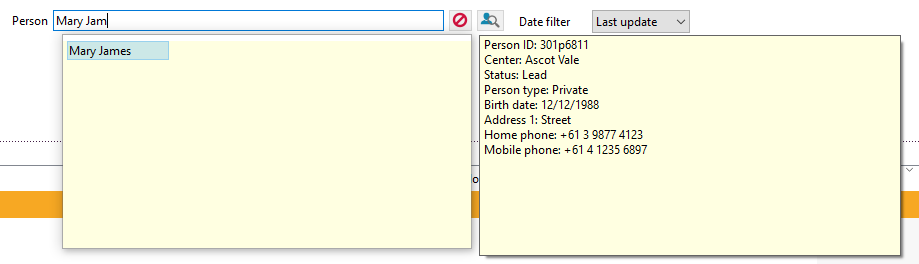 Person Mary Jam Date filter Last update
Mary James
Person ID: 301p6811
Center: Ascot Vale
Status: Lead
Person type: Private
Birth date: 12/12/1988
Address 1: Street
Home phone: +61 3 9877 4123
Mobile phone: +61 4 1235 6897